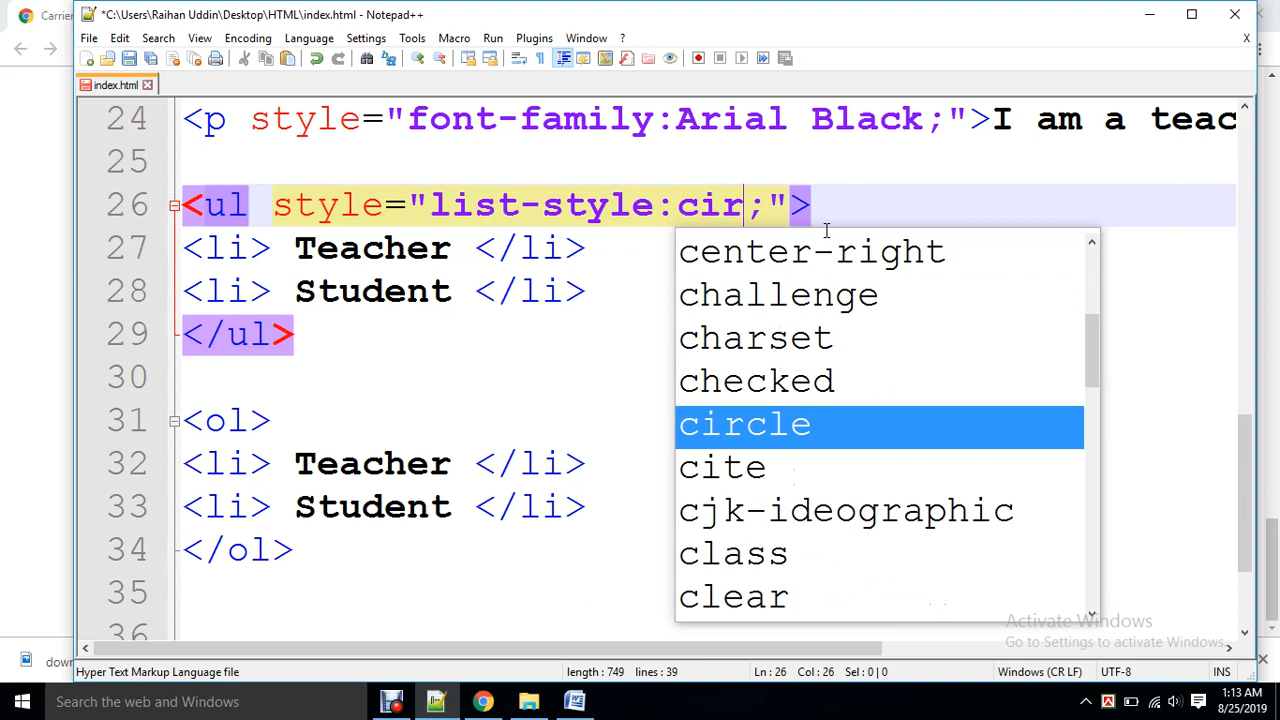 Carrier
*C:\Users\Raihan Uddin\Desktop\HTML\index.html - Notepad++
File Edit Search View Encoding Language Settings Tools Macro Run Plugins Window ? X
index.html
24 <p style="font-family:Arial Black;">I am a teac
25
26 <ul style="list-style:cir;">
27 <li> Teacher </li>
28 <li> Student </li>
29 </ul>
30
31 <ol>
32 <li> Teacher </li>
33 <li> Student </li>
34 </ol>
35
36
center-right
challenge
charset
checked
circle
cite
cjk-ideographic
class
clear
Activate Windows
Go to Settings to activate Windows.
dow
Hyper Text Markup Language file length : 749 lines : 39 Ln : 26 Col : 26 Sel : 0 | 0 Windows (CR LF) UTF-8 INS
Search the web and Windows
1:13 AM
8/25/2019